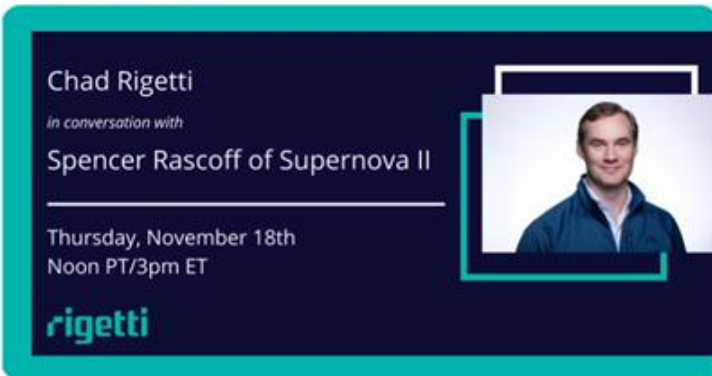 Chad Rigetti
in conversation with
Spencer Rascoff of Supernova II
Thursday, November 18th
Noon PT/3pm ET
rigetti